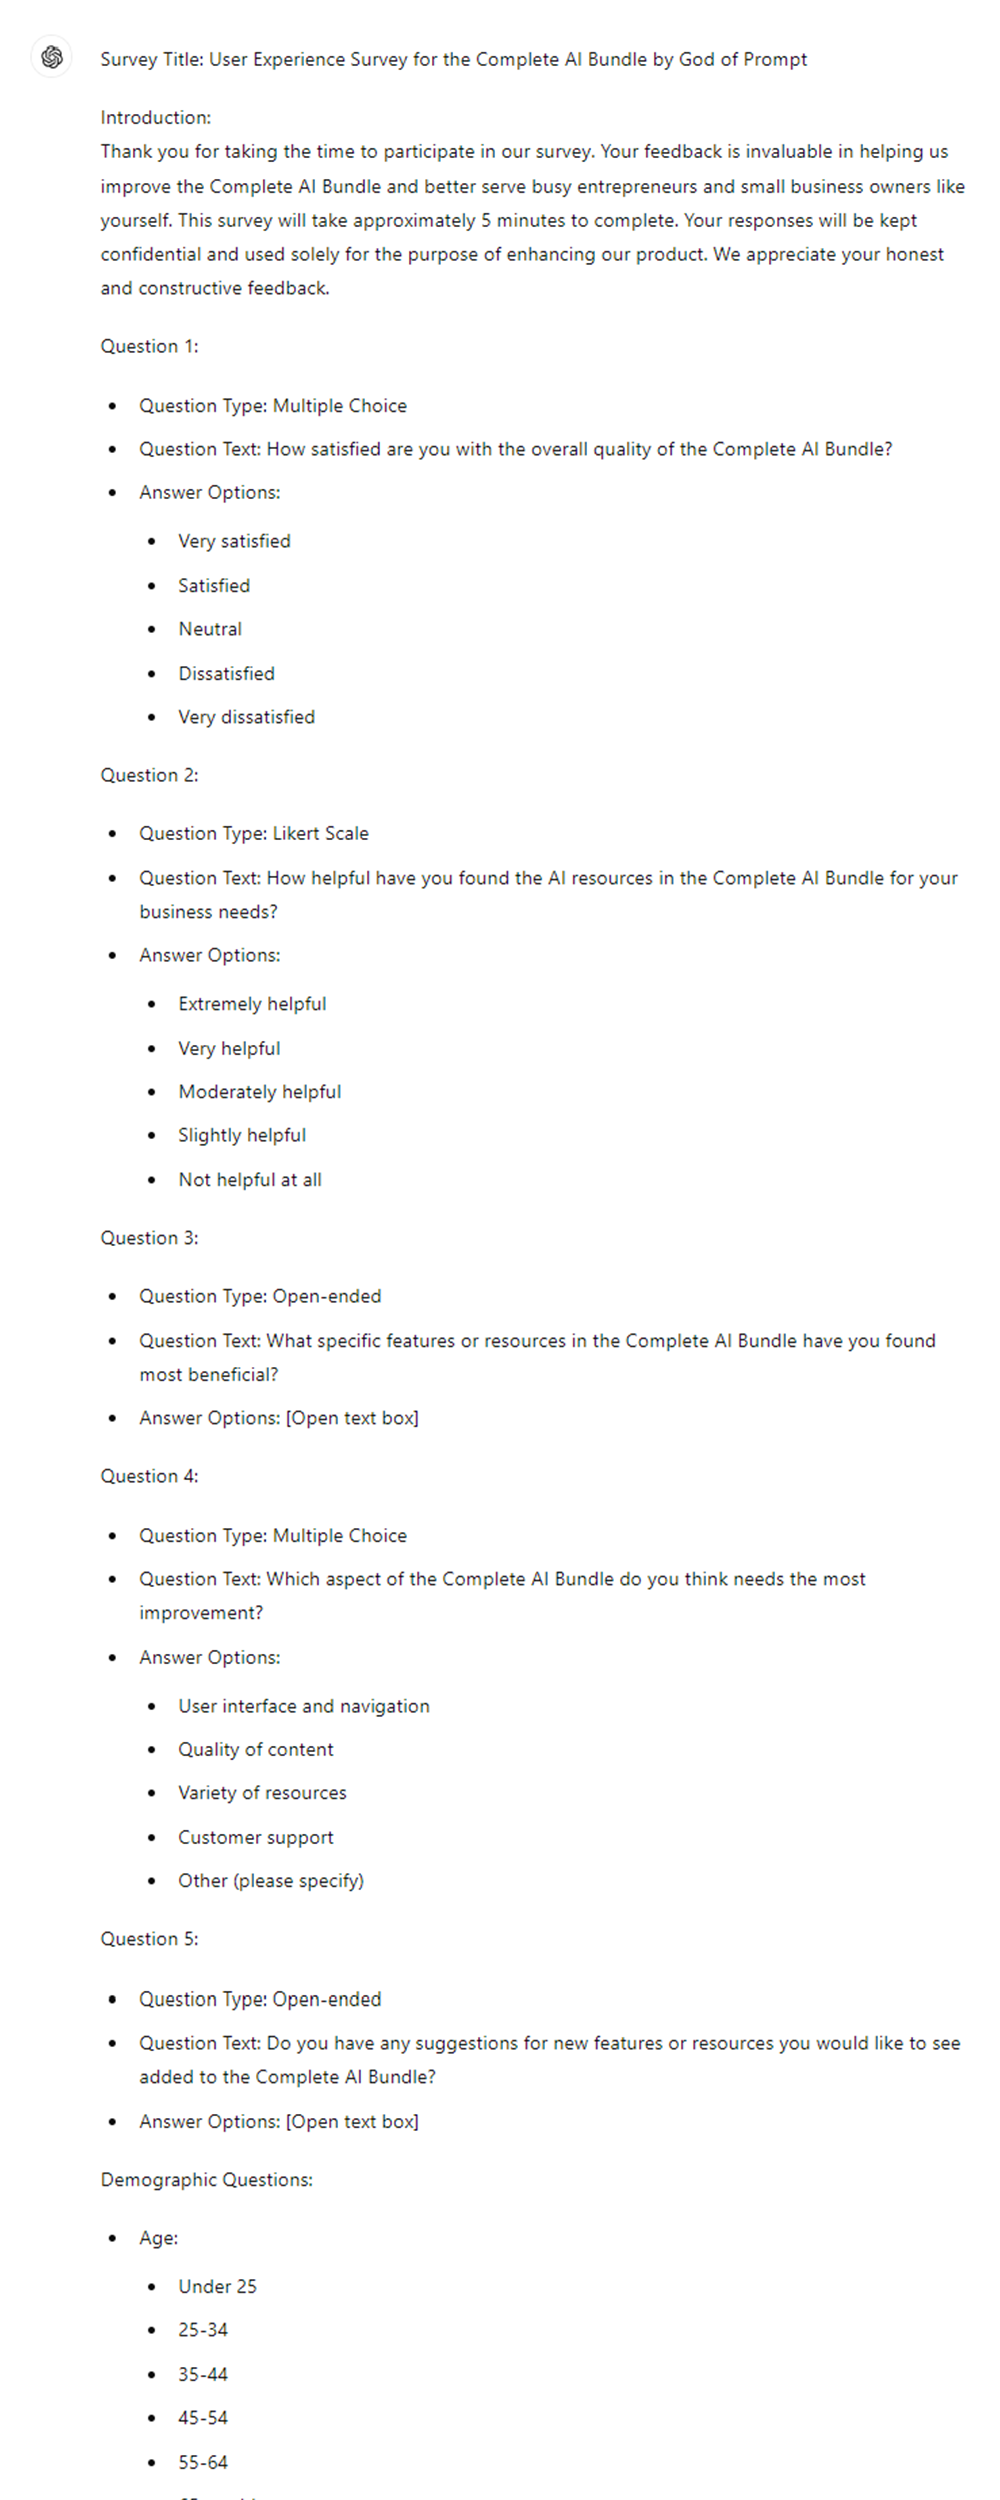 Survey Title: User Experience Survey for the Complete AI Bundle by God of Prompt
Introduction:
Thank you for taking the time to participate in our survey. Your feedback is invaluable in helping us
improve the Complete AI Bundle and better serve busy entrepreneurs and small business owners like
yourself. This survey will take approximately 5 minutes to complete. Your responses will be kept
confidential and used solely for the purpose of enhancing our product. We appreciate your honest
and constructive feedback.
Question 1:
• Question Type: Multiple Choice
• Question Text: How satisfied are you with the overall quality of the Complete AI Bundle?
• Answer Options:
• Very satisfied
• Satisfied
• Neutral
• Dissatisfied
• Very dissatisfied
Question 2:
• Question Type: Likert Scale
• Question Text: How helpful have you found the AI resources in the Complete AI Bundle for your
business needs?
• Answer Options:
• Extremely helpful
• Very helpful
• Moderately helpful
• Slightly helpful
• Not helpful at all
Question 3:
• Question Type: Open-ended
• Question Text: What specific features or resources in the Complete AI Bundle have you found
most beneficial?
• Answer Options: [Open text box]
Question 4:
• Question Type: Multiple Choice
• Question Text: Which aspect of the Complete AI Bundle do you think needs the most
improvement?
• Answer Options:
• User interface and navigation
• Quality of content
• Variety of resources
• Customer support
• Other (please specify)
Question 5:
• Question Type: Open-ended
• Question Text: Do you have any suggestions for new features or resources you would like to see
added to the Complete AI Bundle?
• Answer Options: [Open text box]
Demographic Questions:
• Age:
• Under 25
• 25-34
• 35-44
• 45-54
• 55-64